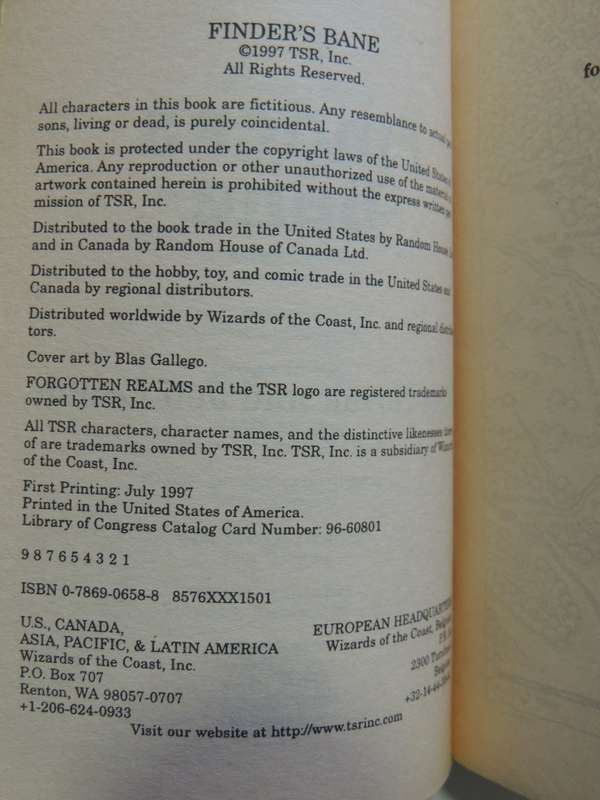 FINDER'S BANE
©1997 TSR, Inc.
All Rights Reserved.
All characters in this book are fictitious. Any resemblance to actual
sons, living or dead, is purely coincidental.
This book is protected under the copyright laws of the United States
America. Any reproduction or other unauthorized use of the material
artwork contained herein is prohibited without the express written
mission of TSR, Inc.
Distributed to the book trade in the United States by Random House
and in Canada by Random House of Canada Ltd.
Distributed to the hobby, toy, and comic trade in the United States and
Canada by regional distributors.
Distributed worldwide by Wizards of the Coast, Inc. and regional
tors.
Cover art by Blas Gallego.
FORGOTTEN REALMS and the TSR logo are registered trademarks
owned by TSR, Inc.
All TSR characters, character names, and the distinctive likenesses
of are trademarks owned by TSR, Inc. TSR, Inc. is a subsidiary of Wizards
of the Coast, Inc.
First Printing: July 1997
Printed in the United States of America.
Library of Congress Catalog Card Number: 96-60801
9 8 7 6 5 4 3 2 1
ISBN 0-7869-0658-8 8576XXX1501
U.S., CANADA,
ASIA, PACIFIC, & LATIN AMERICA
Wizards of the Coast, Inc.
P.O. Box 707
Renton, WA 98057-0707
+1-206-624-0933
EUROPEAN HEADQUARTERS
Wizards of the Coast, Belgium
2300
Visit our website at http://www.tsrinc.com
fo